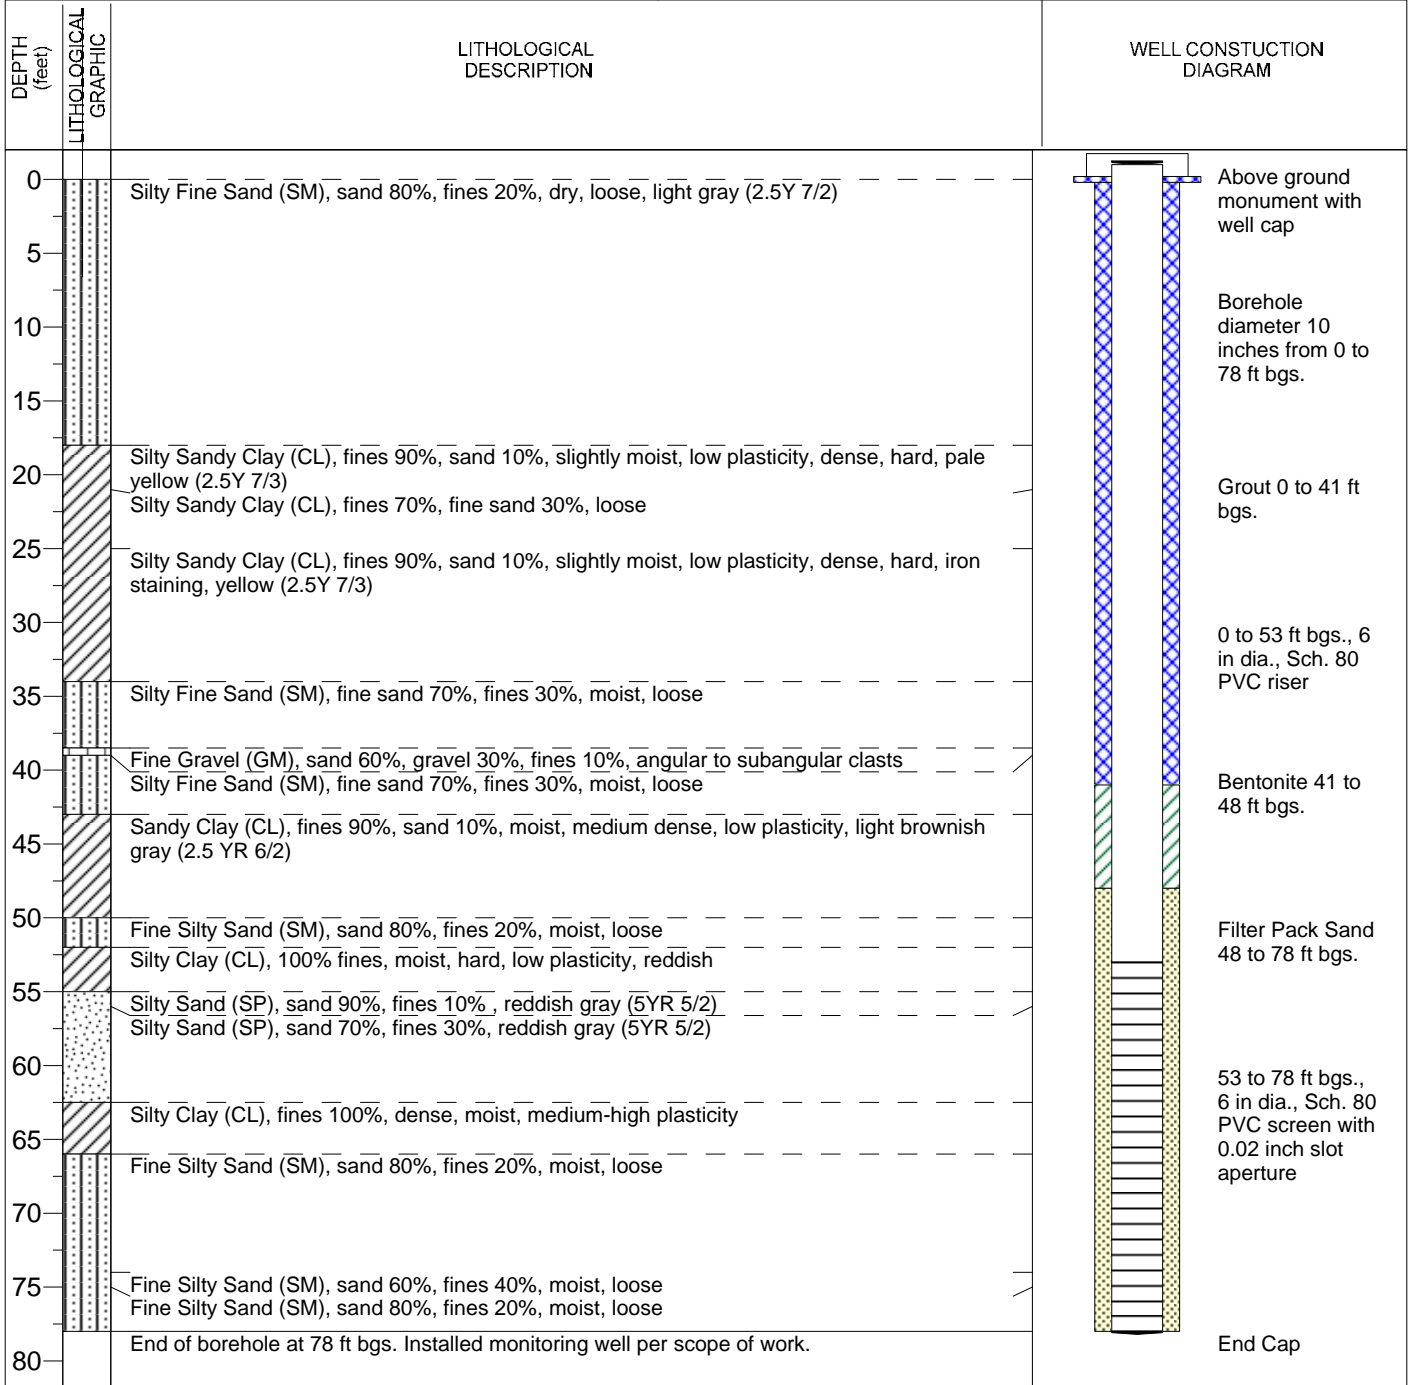 DEPTH
(feet)
LITHOLOGICAL
GRAPHIC
LITHOLOGICAL
DESCRIPTION
WELL CONSTUCTION
DIAGRAM
0
5
10
15
20
25
30
35
40
45
50
55
60
65
70
75
80
Silty Fine Sand (SM), sand 80%, fines 20%, dry, loose, light gray (2.5Y 7/2)
Silty Sandy Clay (CL), fines 90%, sand 10%, slightly moist, low plasticity, dense, hard, pale
yellow (2.5Y 7/3)
Silty Sandy Clay (CL), fines 70%, fine sand 30%, loose
Silty Sandy Clay (CL), fines 90%, sand 10%, slightly moist, low plasticity, dense, hard, iron
staining, yellow (2.5Y 7/3)
Silty Fine Sand (SM), fine sand 70%, fines 30%, moist, loose
Fine Gravel (GM), sand 60%, gravel 30%, fines 10%, angular to subangular clasts
Silty Fine Sand (SM), fine sand 70%, fines 30%, moist, loose
Sandy Clay (CL), fines 90%, sand 10%, moist, medium dense, low plasticity, light brownish
gray (2.5 YR 6/2)
Fine Silty Sand (SM), sand 80%, fines 20%, moist, loose
Silty Clay (CL), 100% fines, moist, hard, low plasticity, reddish
Silty Sand (SP), sand 90%, fines 10% , reddish gray (5YR 5/2)
Silty Sand (SP), sand 70%, fines 30%, reddish gray (5YR 5/2)
Silty Clay (CL), fines 100%, dense, moist, medium-high plasticity
Fine Silty Sand (SM), sand 80%, fines 20%, moist, loose
Fine Silty Sand (SM), sand 60%, fines 40%, moist, loose
Fine Silty Sand (SM), sand 80%, fines 20%, moist, loose
End of borehole at 78 ft bgs. Installed monitoring well per scope of work.
Above ground
monument with
well cap
Borehole
diameter 10
inches from 0 to
78 ft bgs.
Grout 0 to 41 ft
bgs.
0 to 53 ft bgs., 6
in dia., Sch. 80
PVC riser
Bentonite 41 to
48 ft bgs.
Filter Pack Sand
48 to 78 ft bgs.
53 to 78 ft bgs.,
6 in dia., Sch. 80
PVC screen with
0.02 inch slot
aperture
End Cap